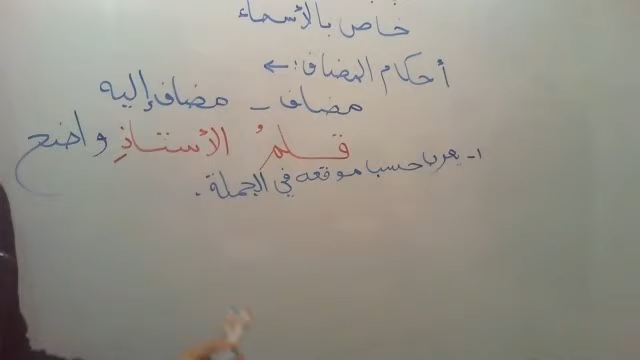 خاص بالأسماء
أحكام المضاف: ←
مضاف - مضاف إليه
قلمُ الأستاذِ واضح
١- يعرب حسب موقعه في الجملة.